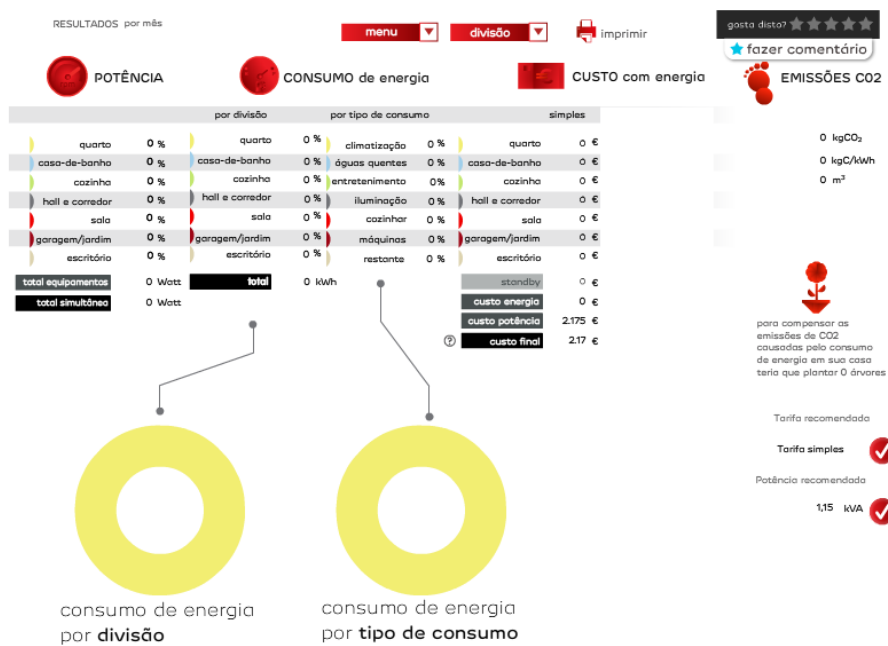 RESULTADOS por mês
menu
divisão
imprimir
gosta disto?
fazer comentário
POTÊNCIA
CONSUMO de energia
CUSTO com energia
EMISSÕES CO2
por divisão por tipo de consumo simples
quarto 0 % quarto 0 % climatização 0 % quarto 0 €
casa-de-banho 0 % casa-de-banho 0 % águas quentes 0 % casa-de-banho 0 €
cozinha 0 % cozinha 0 % entretenimento 0% cozinha 0 €
hall e corredor 0 % hall e corredor 0 % iluminação 0 % hall e corredor 0 €
sala 0 % sala 0 % cozinhar 0 % sala 0 €
garagem/jardim 0 % garagem/jardim 0 % máquinas 0 % garagem/jardim 0 €
escritório 0 % escritório 0 % restante 0 % escritório 0 €
total equipamentos 0 Watt total 0 kWh standby 0 €
total simultânea 0 Watt custo energia 0 €
custo potência 2.175 €
? custo final 2.17 €
0 kgCO₂
0 kgC/kWh
0 m³
para compensar as
emissões de CO2
causadas pelo consumo
de energia em sua casa
teria que plantar 0 árvores
Tarifa recomendada
Tarifa simples
Potência recomendada
1,15 kVA
consumo de energia
por divisão
consumo de energia
por tipo de consumo